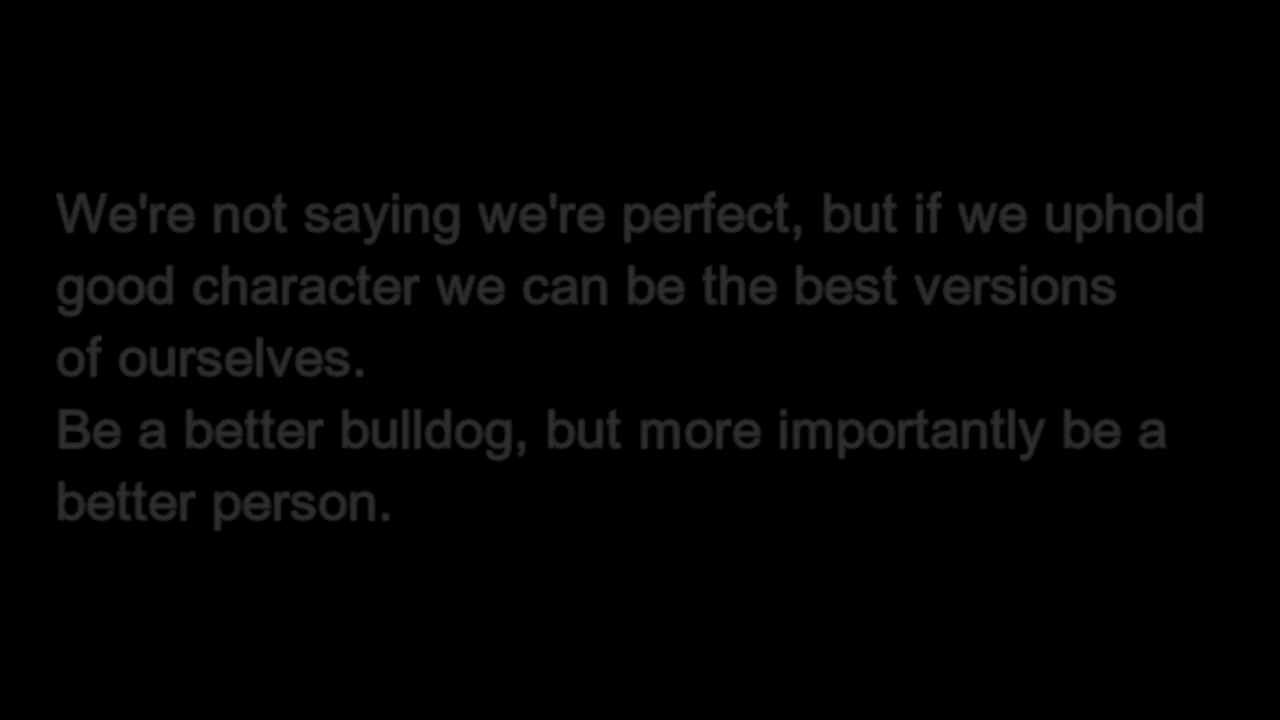 We're not saying we're perfect, but if we uphold
good character we can be the best versions
of ourselves.
Be a better bulldog, but more importantly be a
better person.